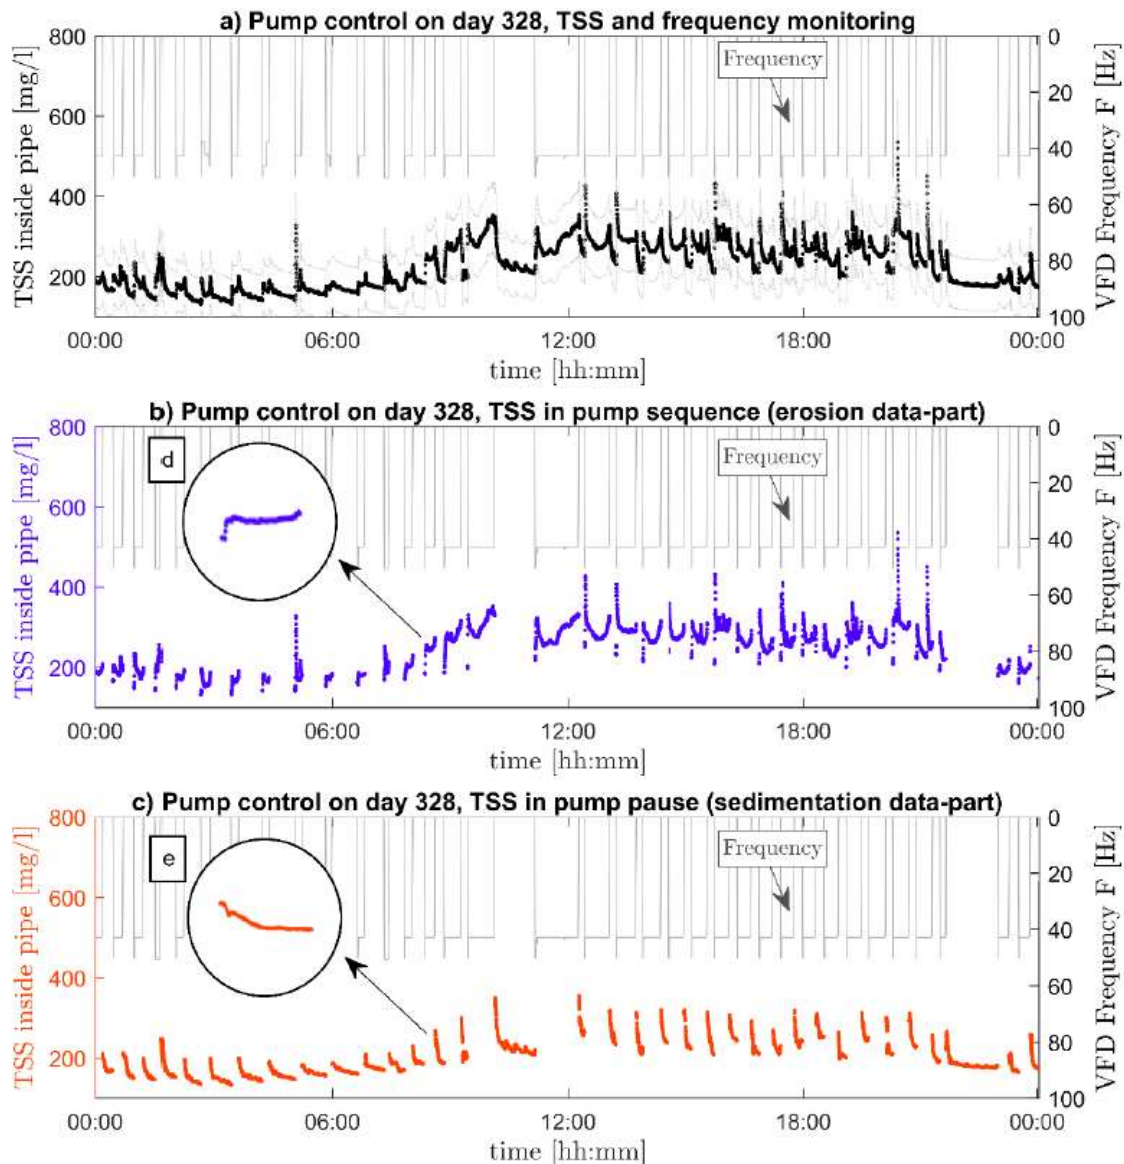 a) Pump control on day 328, TSS and frequency monitoring
TSS inside pipe [mg/l]
800
600
400
200
Frequency
0
20
40
60
80
100
VFD Frequency F [Hz]
00:00
06:00
12:00
18:00
00:00
time [hh:mm]
b) Pump control on day 328, TSS in pump sequence (erosion data-part)
TSS inside pipe [mg/l]
800
600
400
200
d
Frequency
0
20
40
60
80
100
VFD Frequency F [Hz]
00:00
06:00
12:00
18:00
00:00
time [hh:mm]
c) Pump control on day 328, TSS in pump pause (sedimentation data-part)
TSS inside pipe [mg/l]
800
600
400
200
e
Frequency
0
20
40
60
80
100
VFD Frequency F [Hz]
00:00
06:00
12:00
18:00
00:00
time [hh:mm]